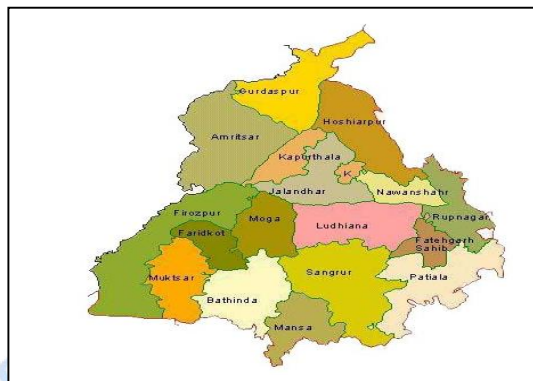 Gurdaspur
Hoshiarpur
Amritsar
Kapurthala
K
Jalandhar
Nawanshahr
Firozpur
Moga
Ludhiana
Rupnagar
Faridkot
Fatehgarh
Sahib
Muktsar
Sangrur
Patiala
Bathinda
Mansa